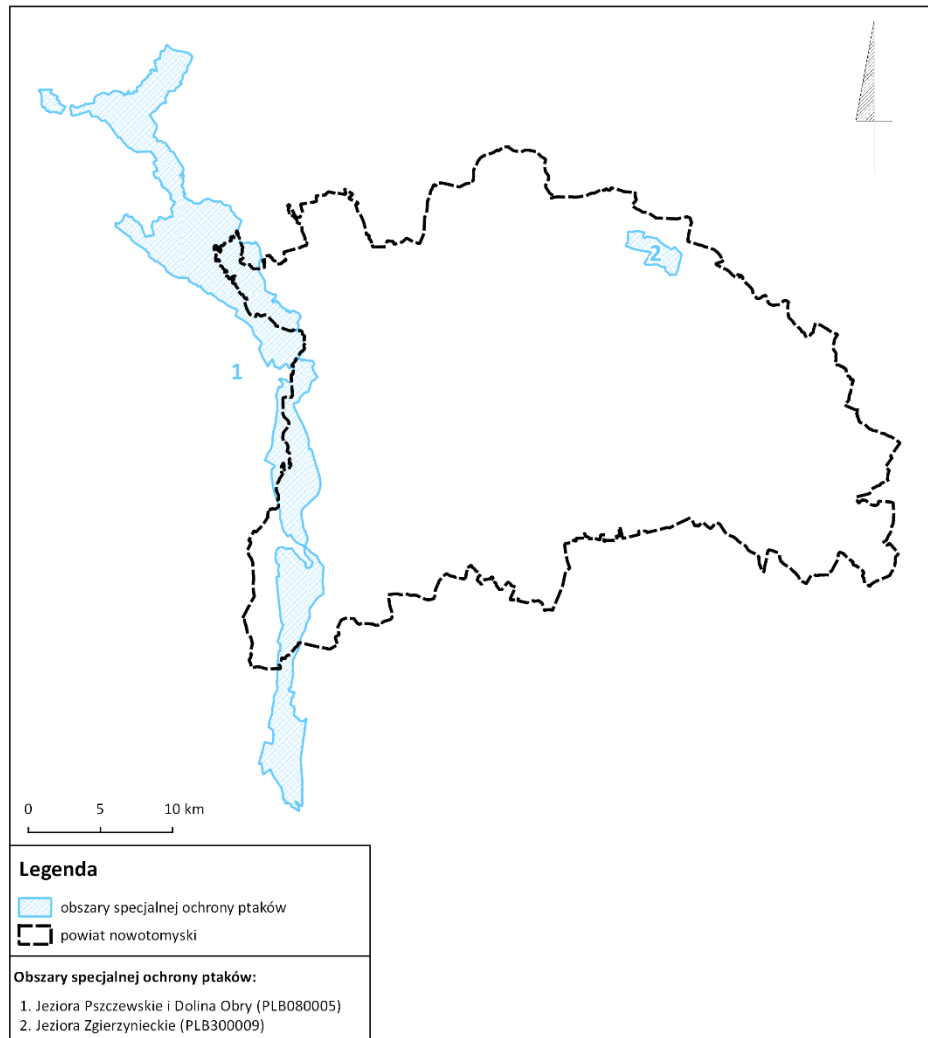 2
1
0 5 10 km
Legenda
obszary specjalnej ochrony ptaków
powiat nowotomyski
Obszary specjalnej ochrony ptaków:
1. Jeziora Pszczewskie i Dolina Obry (PLB080005)
2. Jeziora Zgierzynieckie (PLB300009)